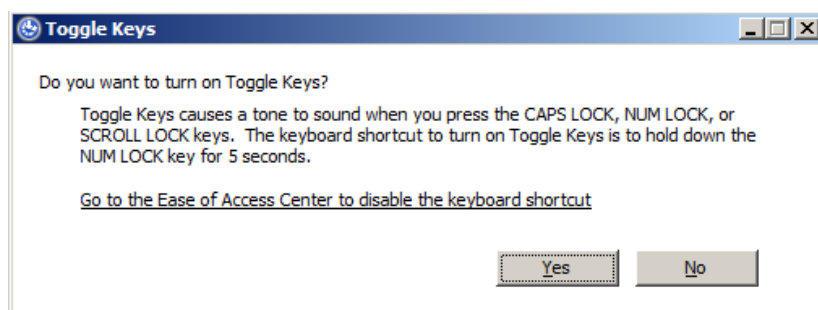 Toggle Keys
Do you want to turn on Toggle Keys?
Toggle Keys causes a tone to sound when you press the CAPS LOCK, NUM LOCK, or
SCROLL LOCK keys.  The keyboard shortcut to turn on Toggle Keys is to hold down the
NUM LOCK key for 5 seconds.
Go to the Ease of Access Center to disable the keyboard shortcut
Yes No